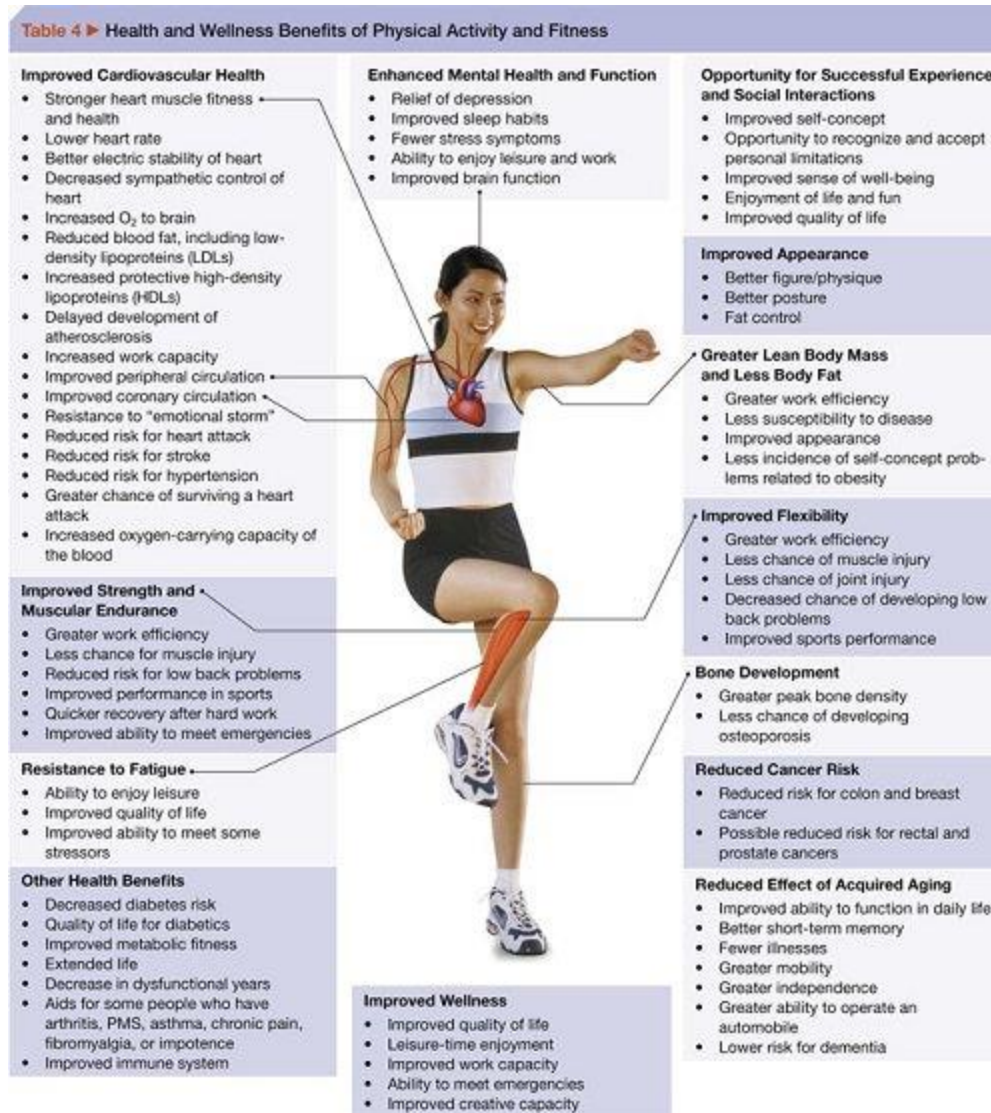 Table 4 ▶ Health and Wellness Benefits of Physical Activity and Fitness
Improved Cardiovascular Health
• Stronger heart muscle fitness
and health
• Lower heart rate
• Better electric stability of heart
• Decreased sympathetic control of
heart
• Increased O₂ to brain
• Reduced blood fat, including low-
density lipoproteins (LDLs)
• Increased protective high-density
lipoproteins (HDLs)
• Delayed development of
atherosclerosis
• Increased work capacity
• Improved peripheral circulation
• Improved coronary circulation
• Resistance to “emotional storm”
• Reduced risk for heart attack
• Reduced risk for stroke
• Reduced risk for hypertension
• Greater chance of surviving a heart
attack
• Increased oxygen-carrying capacity of
the blood
Improved Strength and
Muscular Endurance
• Greater work efficiency
• Less chance for muscle injury
• Reduced risk for low back problems
• Improved performance in sports
• Quicker recovery after hard work
• Improved ability to meet emergencies
Resistance to Fatigue
• Ability to enjoy leisure
• Improved quality of life
• Improved ability to meet some
stressors
Other Health Benefits
• Decreased diabetes risk
• Quality of life for diabetics
• Improved metabolic fitness
• Extended life
• Decrease in dysfunctional years
• Aids for some people who have
arthritis, PMS, asthma, chronic pain,
fibromyalgia, or impotence
• Improved immune system
Enhanced Mental Health and Function
• Relief of depression
• Improved sleep habits
• Fewer stress symptoms
• Ability to enjoy leisure and work
• Improved brain function
Improved Wellness
• Improved quality of life
• Leisure-time enjoyment
• Improved work capacity
• Ability to meet emergencies
• Improved creative capacity
Opportunity for Successful Experience
and Social Interactions
• Improved self-concept
• Opportunity to recognize and accept
personal limitations
• Improved sense of well-being
• Enjoyment of life and fun
• Improved quality of life
Improved Appearance
• Better figure/physique
• Better posture
• Fat control
Greater Lean Body Mass
and Less Body Fat
• Greater work efficiency
• Less susceptibility to disease
• Improved appearance
• Less incidence of self-concept prob-
lems related to obesity
Improved Flexibility
• Greater work efficiency
• Less chance of muscle injury
• Less chance of joint injury
• Decreased chance of developing low
back problems
• Improved sports performance
Bone Development
• Greater peak bone density
• Less chance of developing
osteoporosis
Reduced Cancer Risk
• Reduced risk for colon and breast
cancer
• Possible reduced risk for rectal and
prostate cancers
Reduced Effect of Acquired Aging
• Improved ability to function in daily life
• Better short-term memory
• Fewer illnesses
• Greater mobility
• Greater independence
• Greater ability to operate an
automobile
• Lower risk for dementia